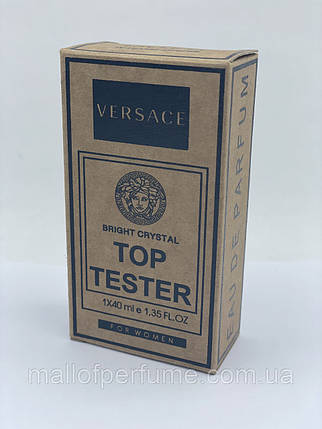 VERSACE
BRIGHT CRYSTAL
TOP
TESTER
1X40 ml e 1.35 FL.OZ
FOR WOMEN
EAU DE PARFUM
mallofperfume.com.ua